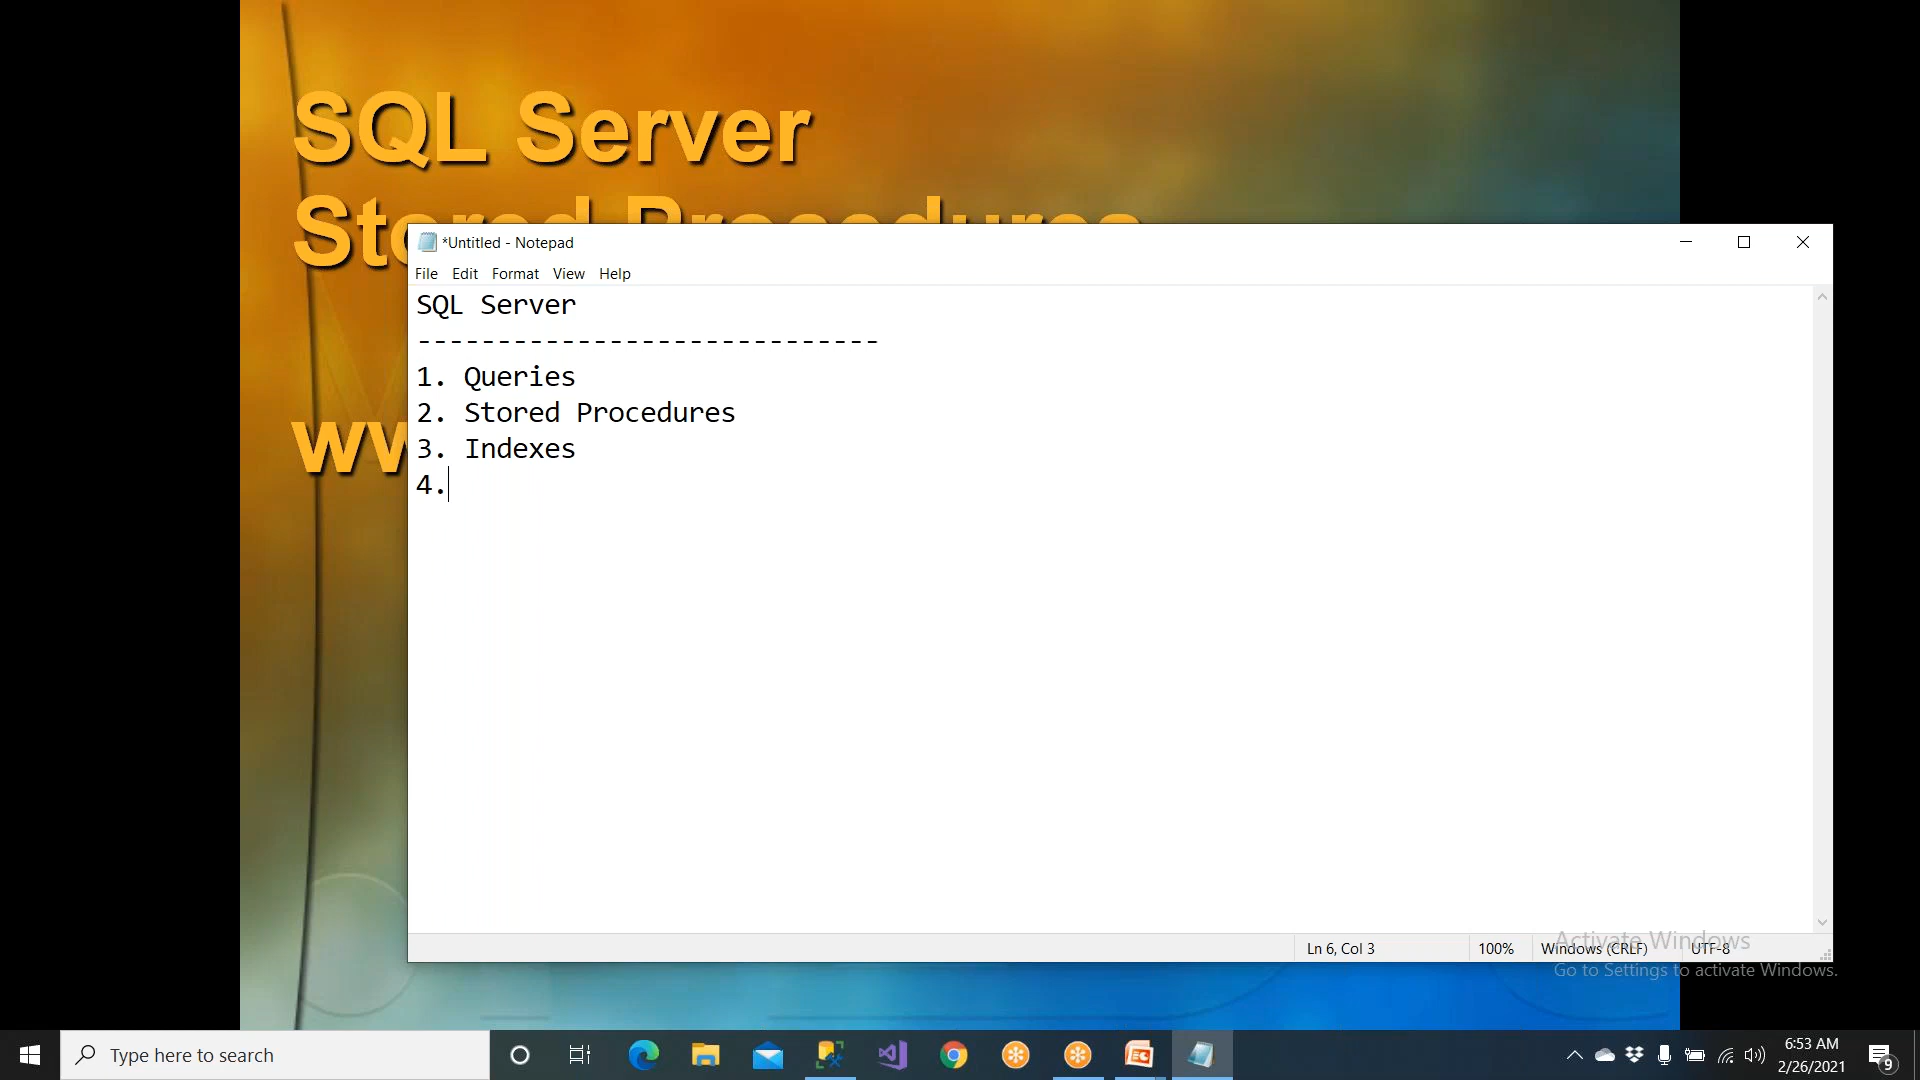 SQL Server
Stored Procedures
*Untitled - Notepad
File Edit Format View Help
SQL Server
-----------------------------
1. Queries
2. Stored Procedures
3. Indexes
4.
Ln 6, Col 3 100% Windows (CRLF) UTF-8
Activate Windows
Go to Settings to activate Windows.
Type here to search
6:53 AM
2/26/2021
9